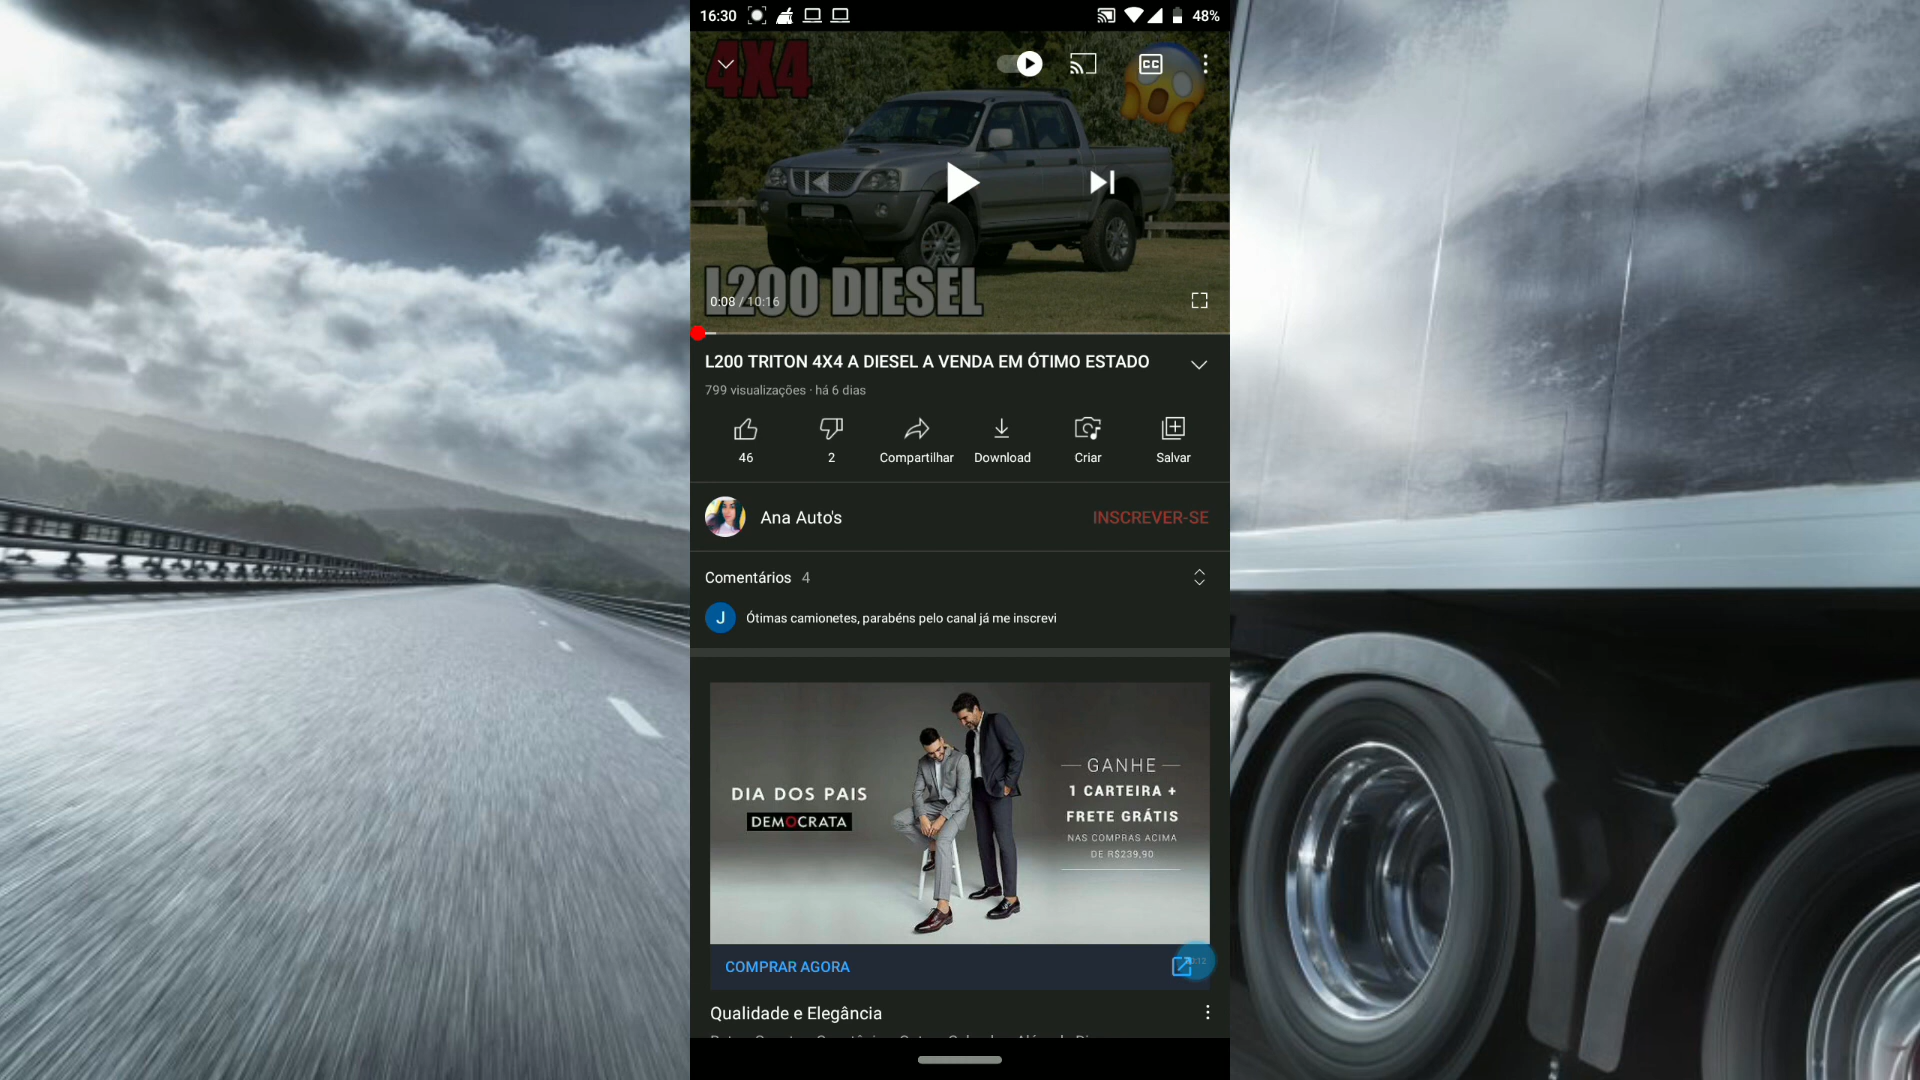 16:30
48%
4X4
CC
L200 DIESEL
0:08 / 10:16
L200 TRITON 4X4 A DIESEL A VENDA EM ÓTIMO ESTADO
799 visualizações · há 6 dias
46
2
Compartilhar
Download
Criar
Salvar
Ana Auto's
INSCREVER-SE
Comentários 4
J
Ótimas camionetes, parabéns pelo canal já me inscrevi
DIA DOS PAIS
DEMOCRATA
GANHE
1 CARTEIRA +
FRETE GRÁTIS
NAS COMPRAS ACIMA
DE R$239,90
COMPRAR AGORA
Qualidade e Elegância